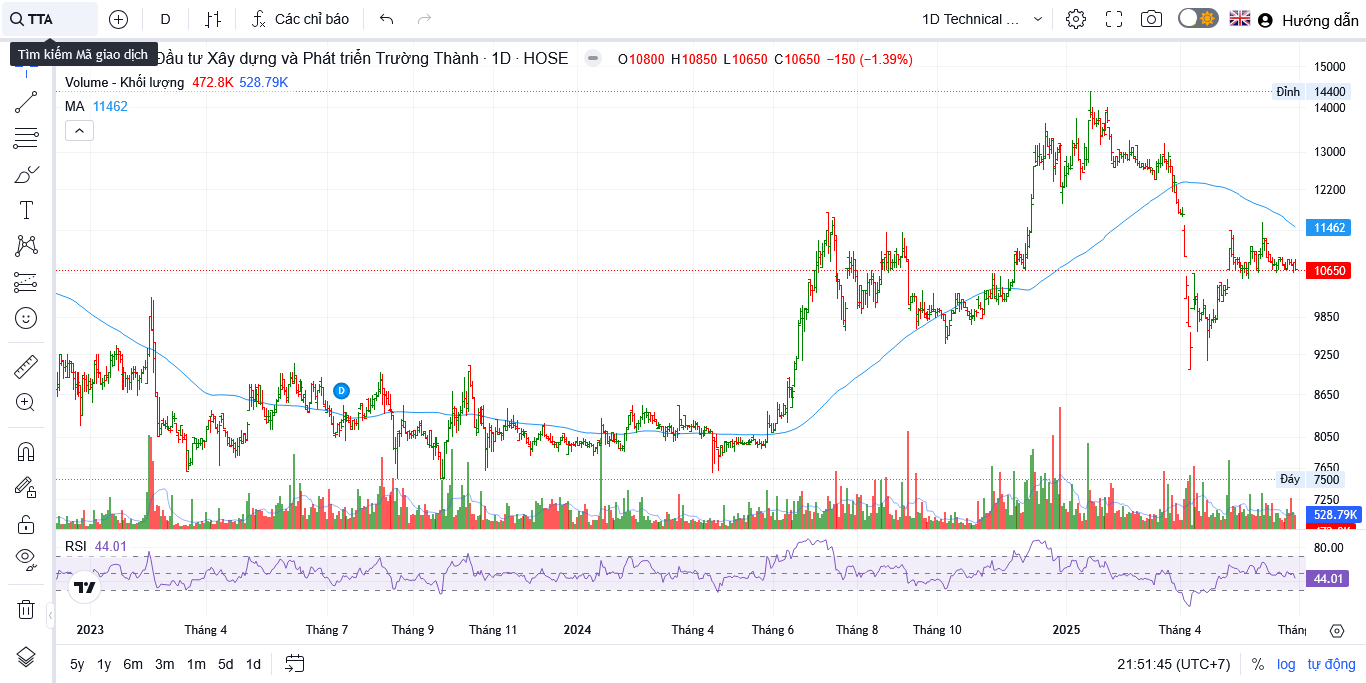 TTA
D
Các chỉ báo
1D Technical ...
Hướng dẫn
Tìm kiếm Mã giao dịch
Đầu tư Xây dựng và Phát triển Trường Thành · 1D · HOSE
O10800 H10850 L10650 C10650 −150 (−1.39%)
Volume - Khối lượng 472.8K 528.79K
MA 11462
15000
Đỉnh 14400
14000
13000
12200
11462
10650
9850
9250
8650
8050
7650
Đáy 7500
7250
528.79K
D
RSI 44.01
80.00
44.01
2023 Tháng 4 Tháng 7 Tháng 9 Tháng 11 2024 Tháng 4 Tháng 6 Tháng 8 Tháng 10 2025 Tháng 4
5y 1y 6m 3m 1m 5d 1d
21:51:45 (UTC+7) % log tự động